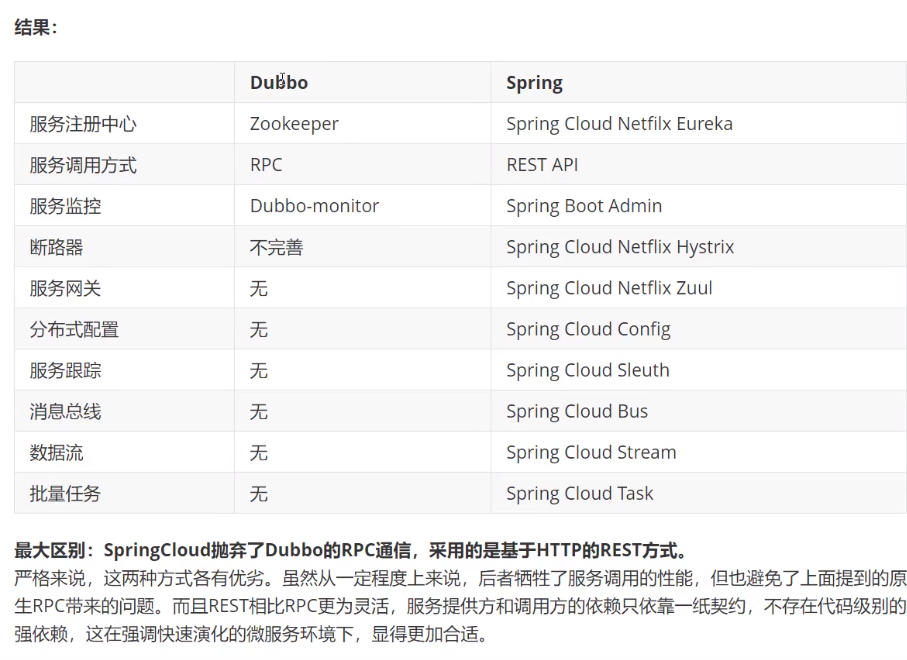 结果：
Dubbo Spring
服务注册中心 Zookeeper Spring Cloud Netfilx Eureka
服务调用方式 RPC REST API
服务监控 Dubbo-monitor Spring Boot Admin
断路器 不完善 Spring Cloud Netflix Hystrix
服务网关 无 Spring Cloud Netflix Zuul
分布式配置 无 Spring Cloud Config
服务跟踪 无 Spring Cloud Sleuth
消息总线 无 Spring Cloud Bus
数据流 无 Spring Cloud Stream
批量任务 无 Spring Cloud Task
最大区别：SpringCloud抛弃了Dubbo的RPC通信，采用的是基于HTTP的REST方式。
严格来说，这两种方式各有优劣。虽然从一定程度上来说，后者牺牲了服务调用的性能，但也避免了上面提到的原
生RPC带来的问题。而且REST相比RPC更为灵活，服务提供方和调用方的依赖只依靠一纸契约，不存在代码级别的
强依赖，这在强调快速演化的微服务环境下，显得更加合适。